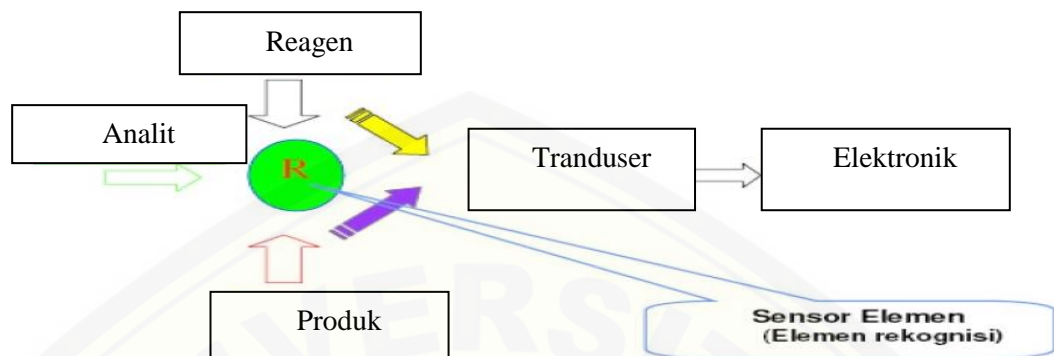 Reagen
Analit
R
Tranduser
Elektronik
Produk
Sensor Elemen
(Elemen rekognisi)